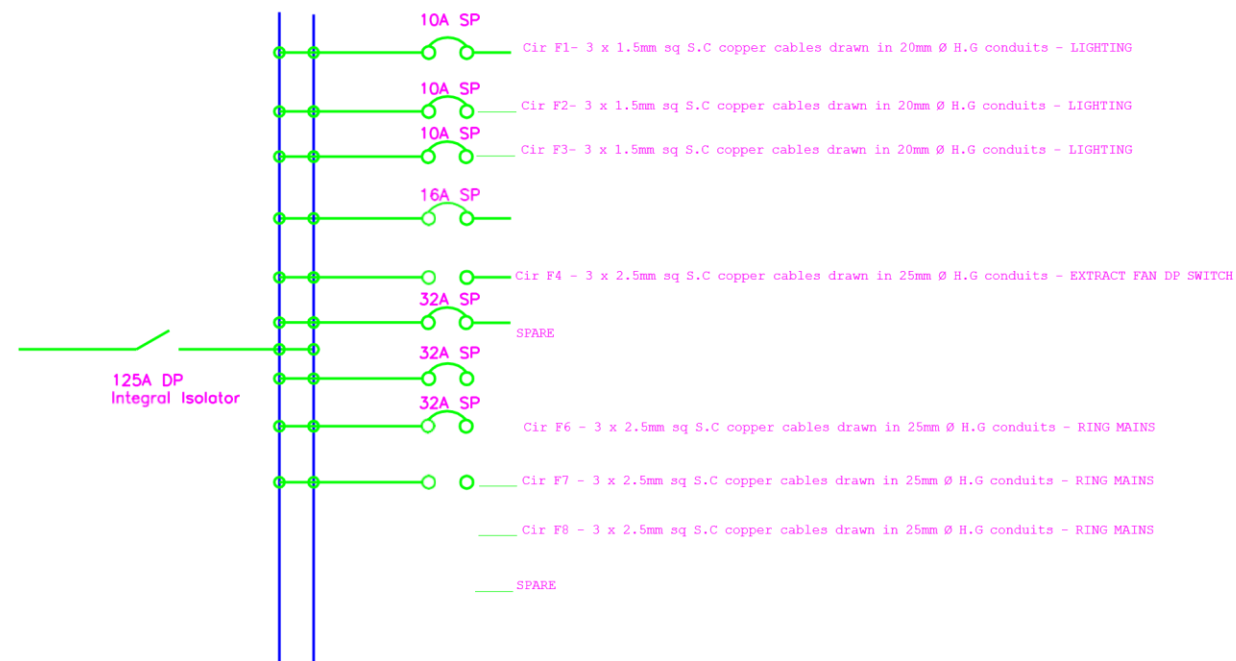 10A SP
Cir F1- 3 x 1.5mm sq S.C copper cables drawn in 20mm Ø H.G conduits - LIGHTING
10A SP
Cir F2- 3 x 1.5mm sq S.C copper cables drawn in 20mm Ø H.G conduits - LIGHTING
10A SP
Cir F3- 3 x 1.5mm sq S.C copper cables drawn in 20mm Ø H.G conduits - LIGHTING
16A SP
Cir F4 - 3 x 2.5mm sq S.C copper cables drawn in 25mm Ø H.G conduits - EXTRACT FAN DP SWITCH
32A SP
SPARE
32A SP
125A DP
Integral Isolator
32A SP
Cir F6 - 3 x 2.5mm sq S.C copper cables drawn in 25mm Ø H.G conduits - RING MAINS
Cir F7 - 3 x 2.5mm sq S.C copper cables drawn in 25mm Ø H.G conduits - RING MAINS
Cir F8 - 3 x 2.5mm sq S.C copper cables drawn in 25mm Ø H.G conduits - RING MAINS
SPARE